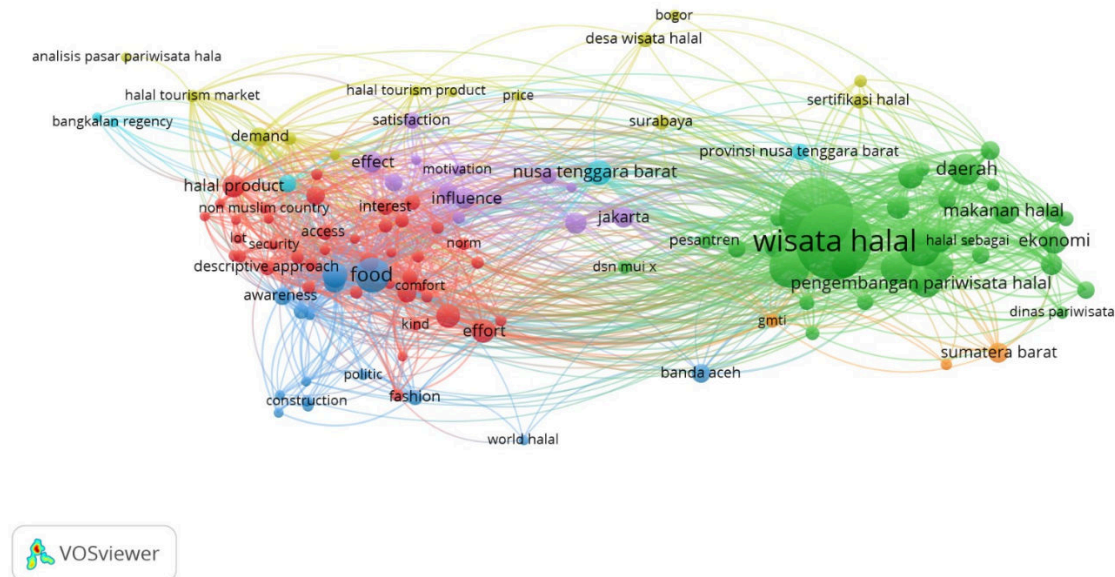 bogor
desa wisata halal
analisis pasar pariwisata hala
halal tourism market
halal tourism product
price
sertifikasi halal
bangkalan regency
satisfaction
surabaya
demand
provinsi nusa tenggara barat
effect
motivation
nusa tenggara barat
daerah
halal product
influence
non muslim country
interest
jakarta
makanan halal
access
lot
security
norm
pesantren
wisata halal
halal sebagai
ekonomi
descriptive approach
food
dsn mui x
comfort
pengembangan pariwisata halal
awareness
kind
effort
gmti
dinas pariwisata
sumatera barat
politic
banda aceh
construction
fashion
world halal
VOSviewer